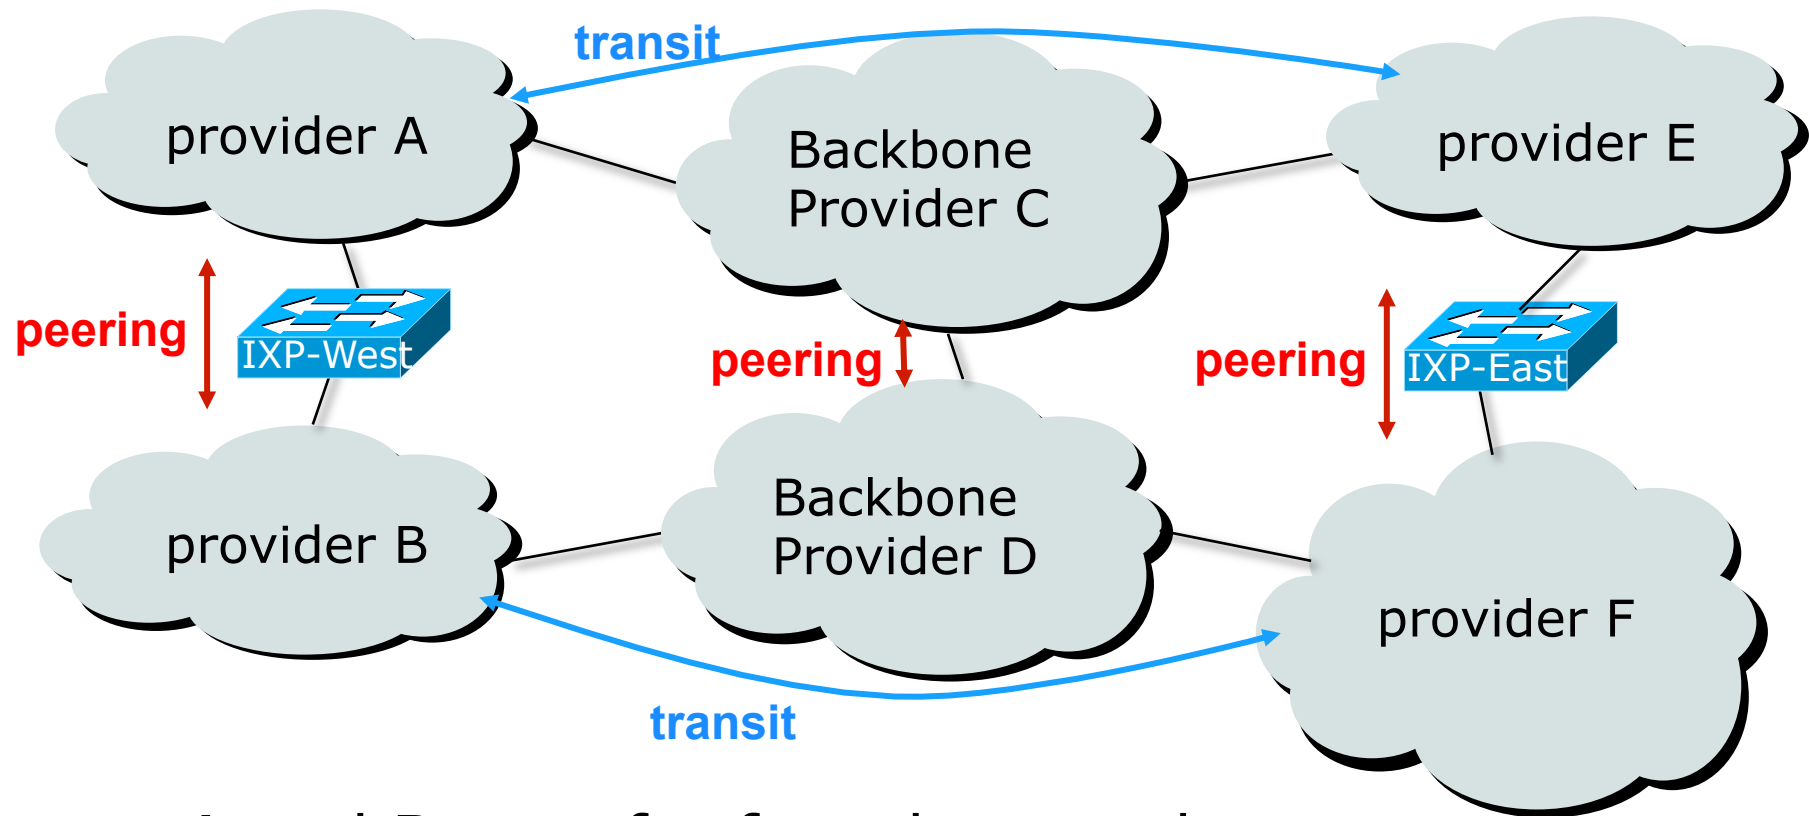 transit
provider A
Backbone
Provider C
provider E
peering
IXP-West
peering
peering
IXP-East
provider B
Backbone
Provider D
provider F
transit